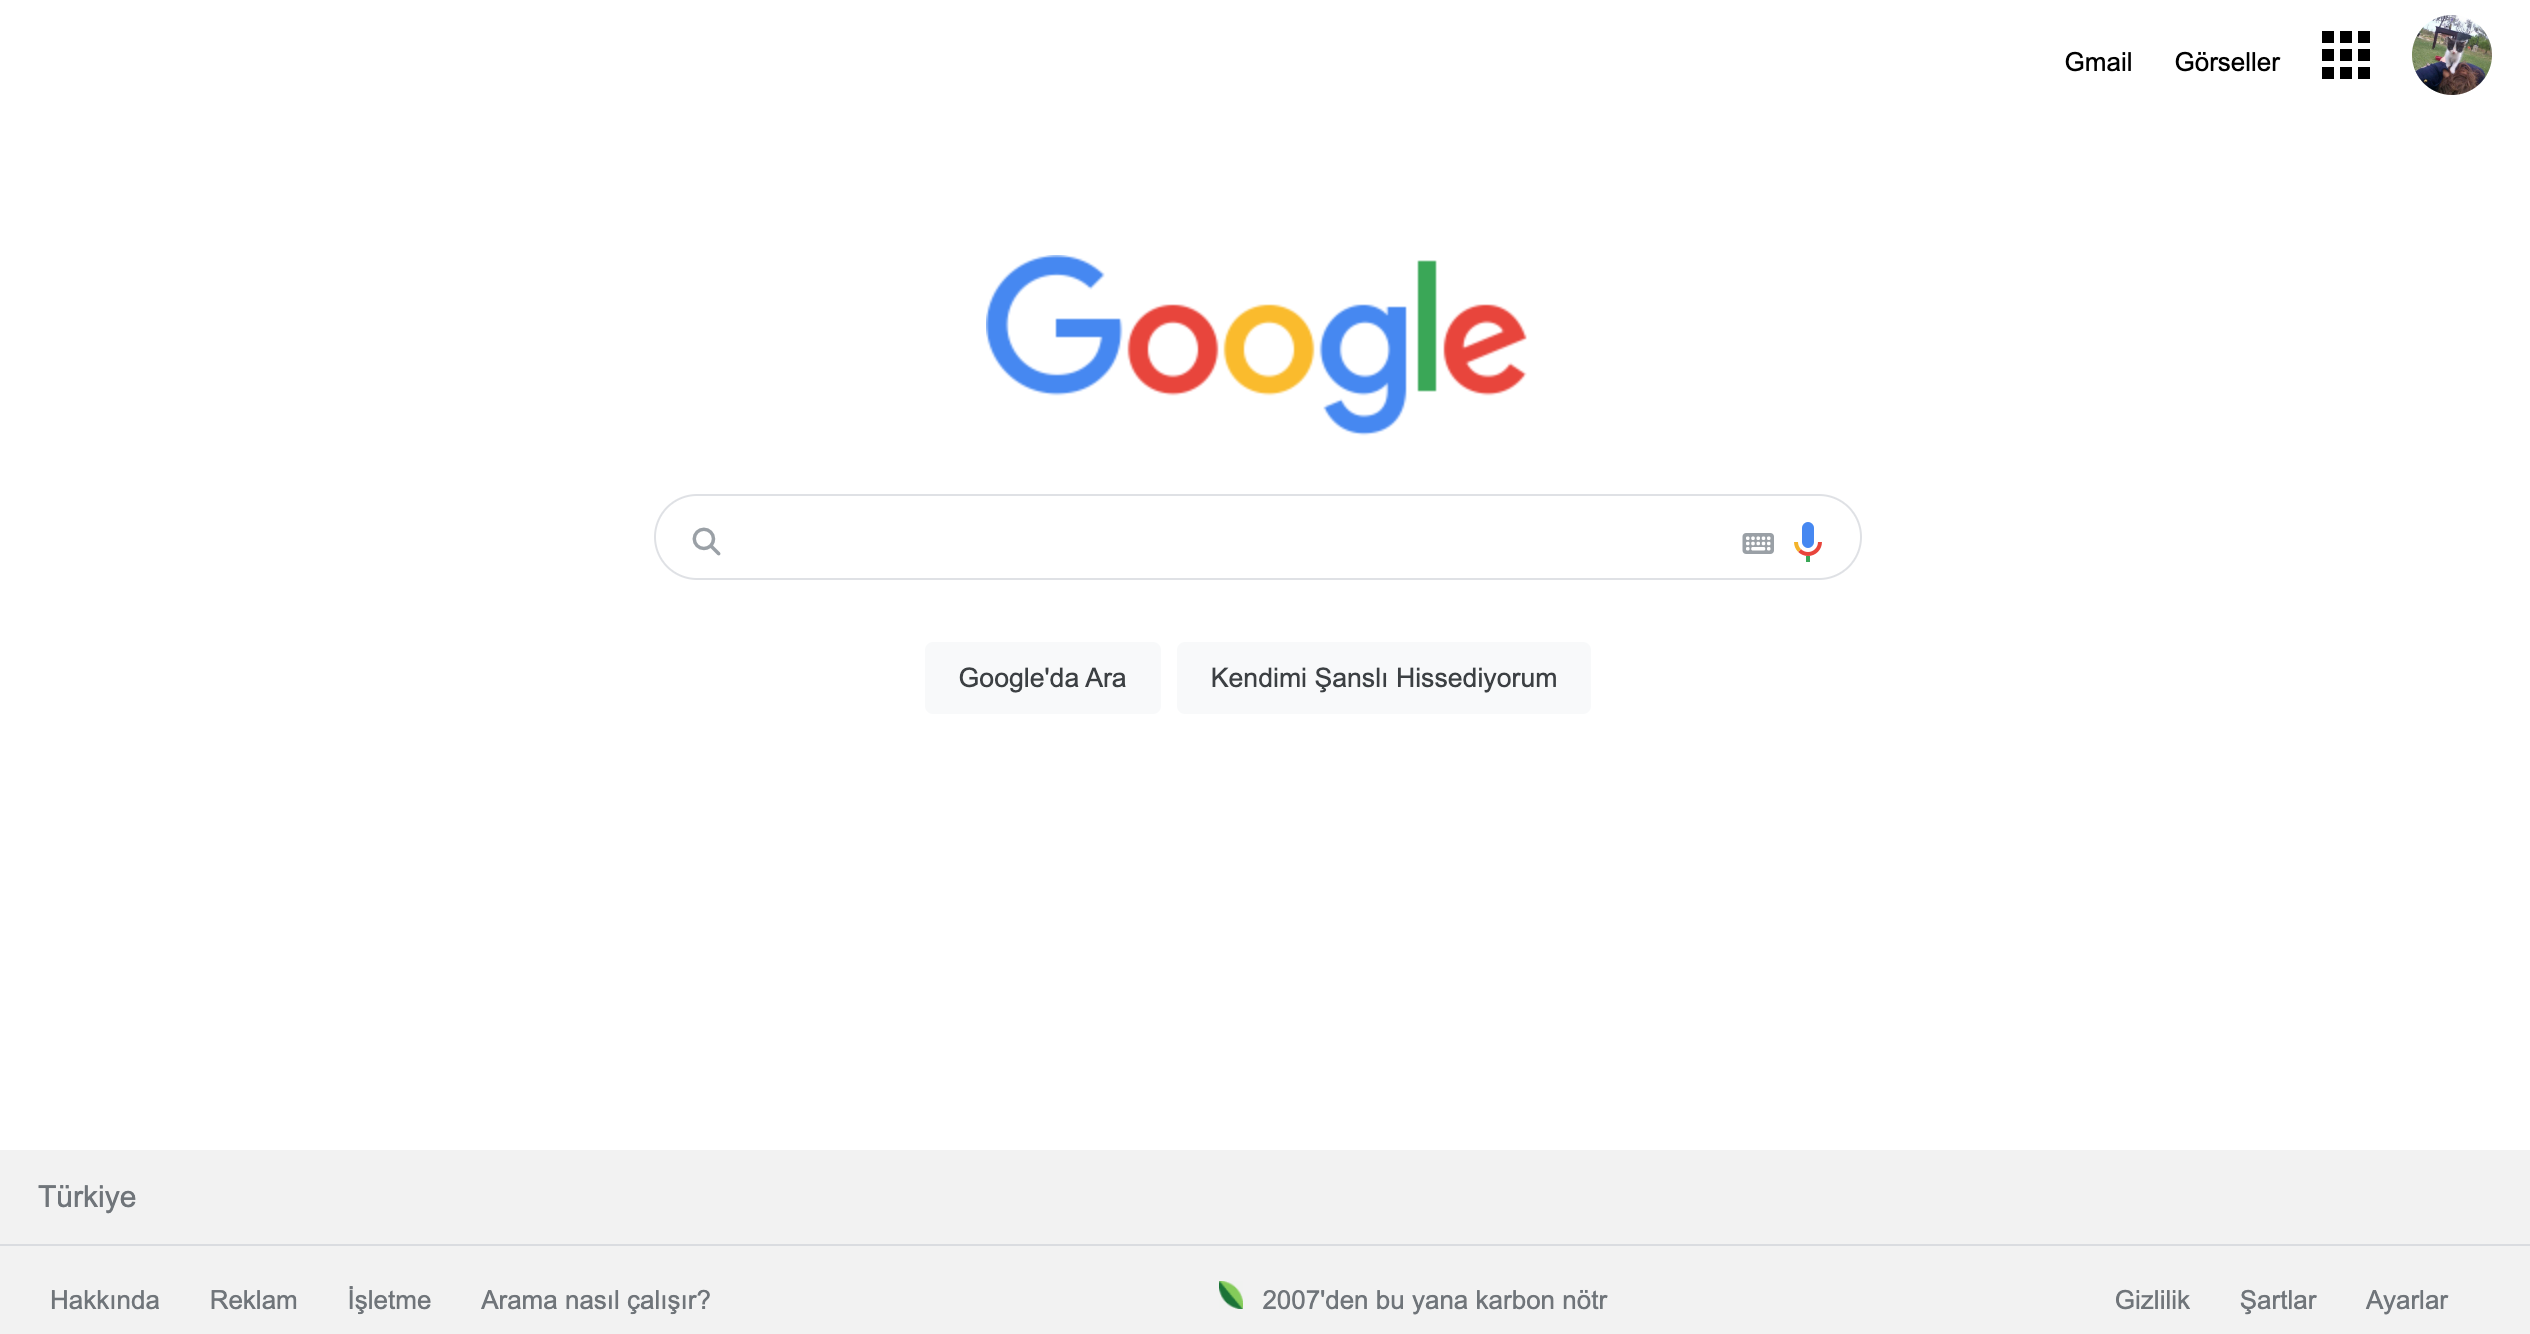 Gmail Görseller
Google
Google'da Ara Kendimi Şanslı Hissediyorum
Türkiye
Hakkında Reklam İşletme Arama nasıl çalışır? 2007'den bu yana karbon nötr Gizlilik Şartlar Ayarlar